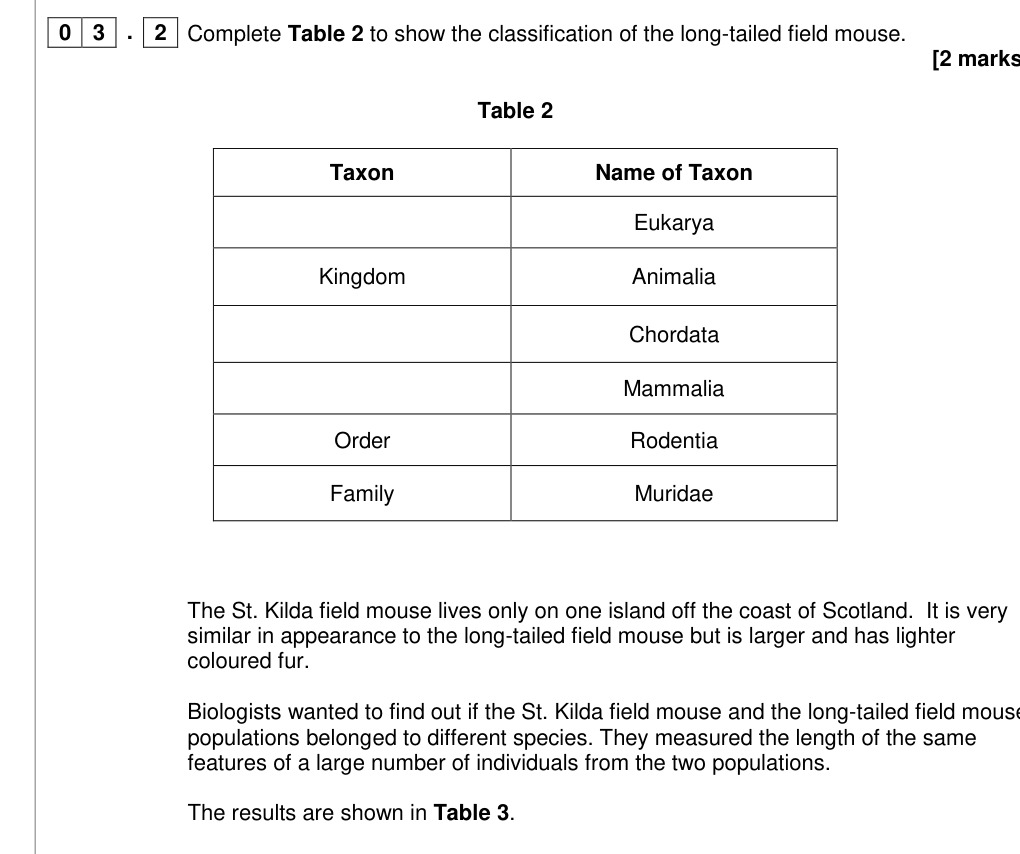 0 3 . 2 Complete Table 2 to show the classification of the long-tailed field mouse.
[2 marks
Table 2
Taxon Name of Taxon
Eukarya
Kingdom Animalia
Chordata
Mammalia
Order Rodentia
Family Muridae
The St. Kilda field mouse lives only on one island off the coast of Scotland. It is very
similar in appearance to the long-tailed field mouse but is larger and has lighter
coloured fur.
Biologists wanted to find out if the St. Kilda field mouse and the long-tailed field mouse
populations belonged to different species. They measured the length of the same
features of a large number of individuals from the two populations.
The results are shown in Table 3.